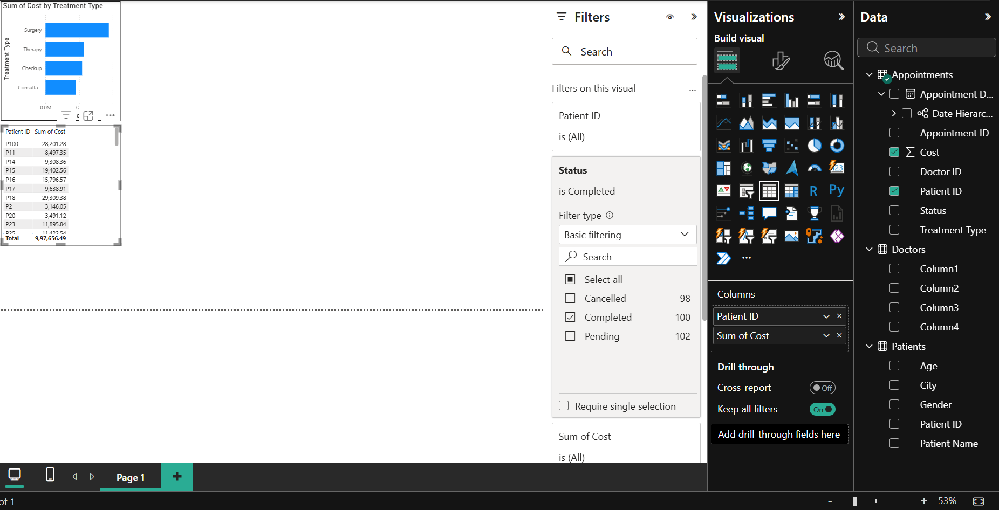 Sum of Cost by Treatment Type
Treatment Type
Surgery
Therapy
Checkup
Consulta...
0.0M
Patient ID Sum of Cost
P100 28,201.28
P11 8,497.35
P14 9,308.36
P15 19,402.56
P16 15,796.57
P17 9,638.91
P18 29,309.38
P2 3,146.05
P20 3,491.12
P23 11,895.84
P25 11,422.54
Total 9,97,656.49
Filters
Search
Filters on this visual
...
Patient ID
is (All)
Status
is Completed
Filter type
Basic filtering
Search
Select all
Cancelled 98
Completed 100
Pending 102
Require single selection
Sum of Cost
is (All)
Visualizations
Build visual
123
R
Py
...
Columns
Patient ID
Sum of Cost
Drill through
Cross-report
Off
Keep all filters
On
Add drill-through fields here
Data
Search
Appointments
Appointment D...
Date Hierarc...
Appointment ID
Cost
Doctor ID
Patient ID
Status
Treatment Type
Doctors
Column1
Column2
Column3
Column4
Patients
Age
City
Gender
Patient ID
Patient Name
Page 1
of 1
53%